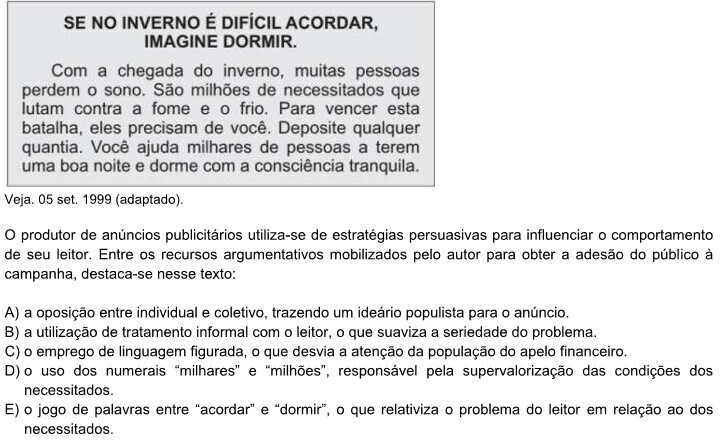 SE NO INVERNO É DIFÍCIL ACORDAR,
IMAGINE DORMIR.
Com a chegada do inverno, muitas pessoas
perdem o sono. São milhões de necessitados que
lutam contra a fome e o frio. Para vencer esta
batalha, eles precisam de você. Deposite qualquer
quantia. Você ajuda milhares de pessoas a terem
uma boa noite e dorme com a consciência tranquila.
Veja. 05 set. 1999 (adaptado).
O produtor de anúncios publicitários utiliza-se de estratégias persuasivas para influenciar o comportamento
de seu leitor. Entre os recursos argumentativos mobilizados pelo autor para obter a adesão do público à
campanha, destaca-se nesse texto:
A) a oposição entre individual e coletivo, trazendo um ideário populista para o anúncio.
B) a utilização de tratamento informal com o leitor, o que suaviza a seriedade do problema.
C) o emprego de linguagem figurada, o que desvia a atenção da população do apelo financeiro.
D) o uso dos numerais “milhares” e “milhões”, responsável pela supervalorização das condições dos
necessitados.
E) o jogo de palavras entre “acordar” e “dormir”, o que relativiza o problema do leitor em relação ao dos
necessitados.